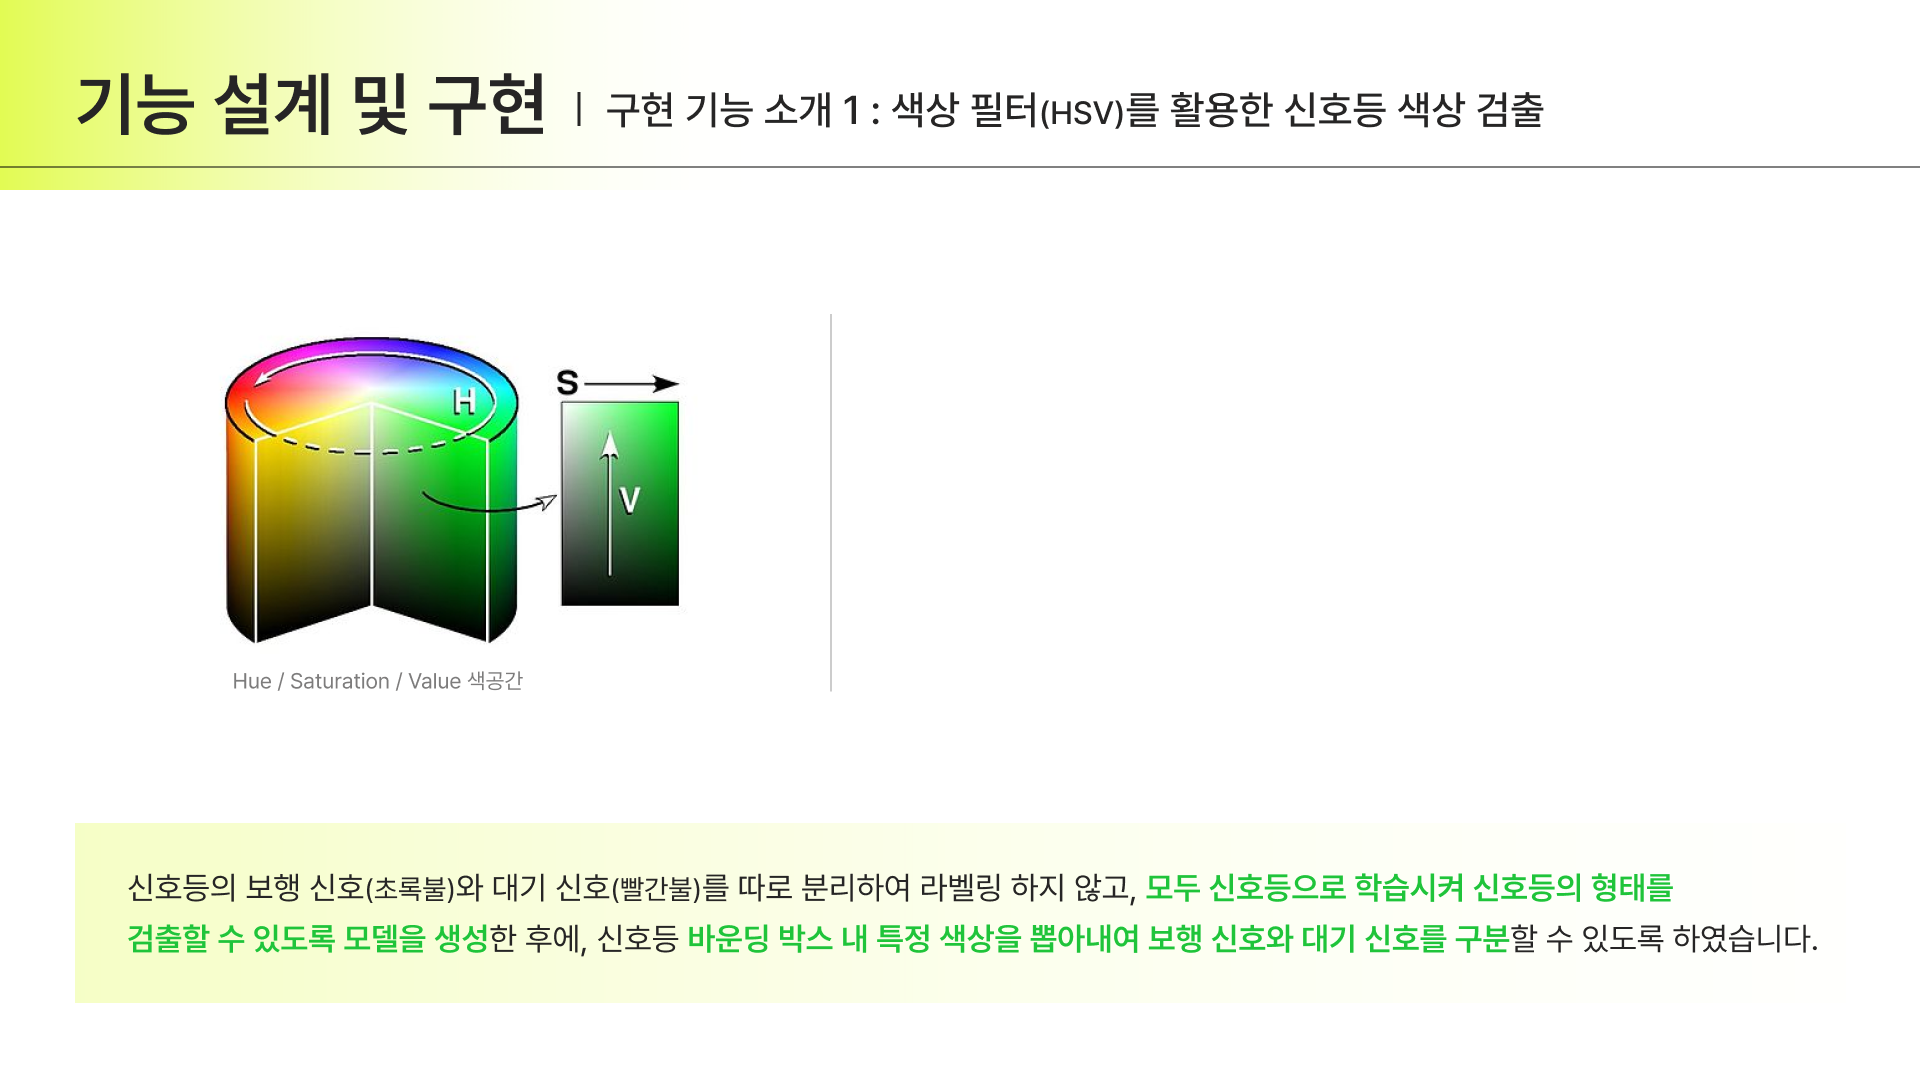 기능 설계 및 구현 | 구현 기능 소개 1 : 색상 필터(HSV)를 활용한 신호등 색상 검출
H
S
V
Hue / Saturation / Value 색공간
신호등의 보행 신호(초록불)와 대기 신호(빨간불)를 따로 분리하여 라벨링 하지 않고, 모두 신호등으로 학습시켜 신호등의 형태를
검출할 수 있도록 모델을 생성한 후에, 신호등 바운딩 박스 내 특정 색상을 뽑아내여 보행 신호와 대기 신호를 구분할 수 있도록 하였습니다.